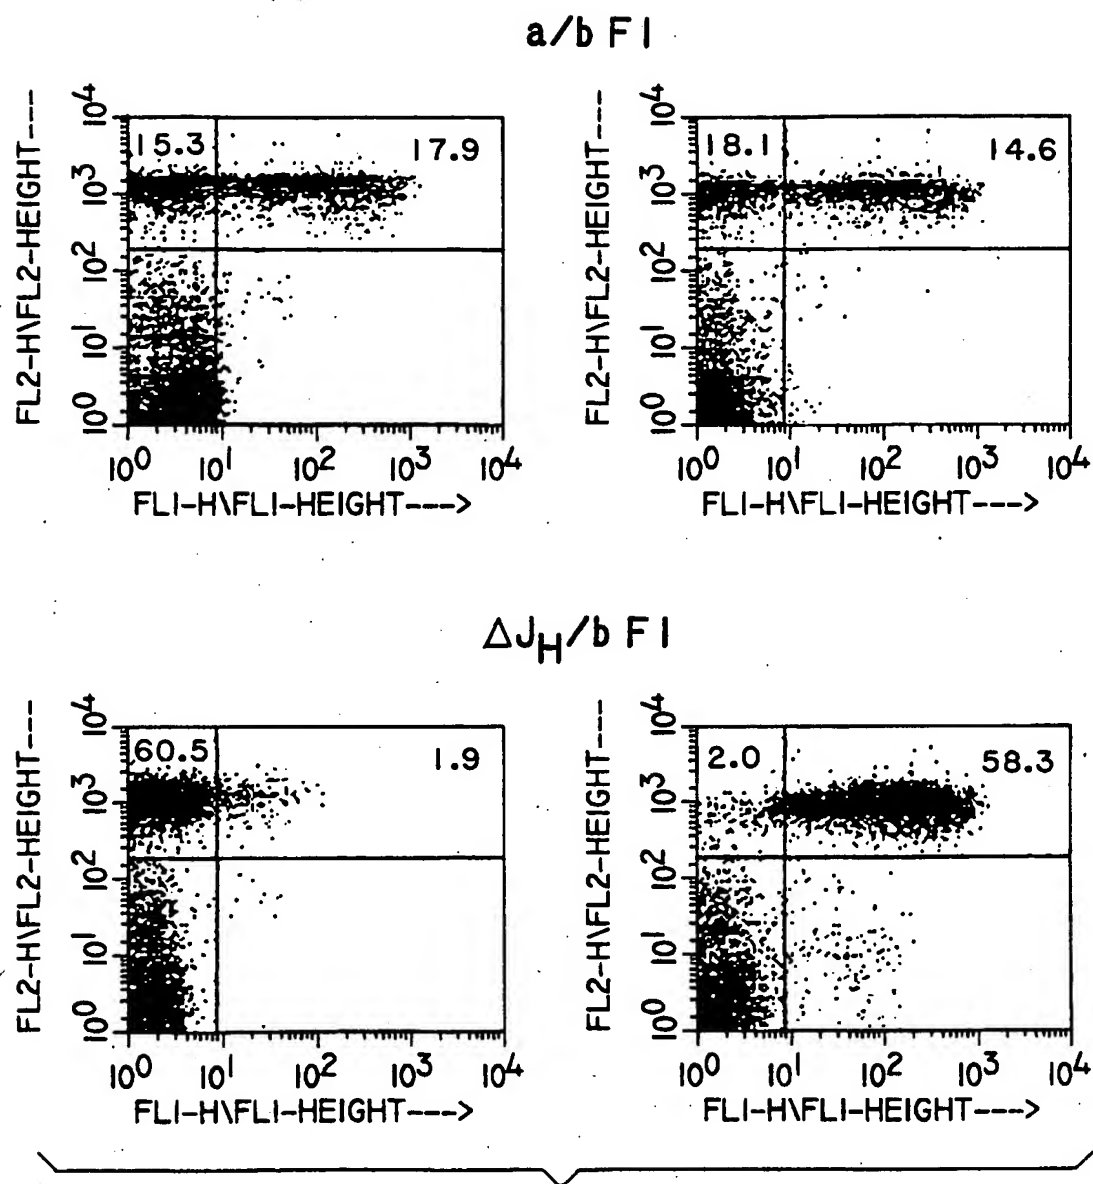 a/b F1
FL2-H\FL2-HEIGHT---
10⁴
10³
10²
10¹
10⁰
15.3
17.9
10⁰ 10¹ 10² 10³ 10⁴
FL1-H\FL1-HEIGHT--->
FL2-H\FL2-HEIGHT---
10⁴
10³
10²
10¹
10⁰
18.1
14.6
10⁰ 10¹ 10² 10³ 10⁴
FL1-H\FL1-HEIGHT--->
ΔJH/b F1
FL2-H\FL2-HEIGHT---
10⁴
10³
10²
10¹
10⁰
60.5
1.9
10⁰ 10¹ 10² 10³ 10⁴
FL1-H\FL1-HEIGHT--->
FL2-H\FL2-HEIGHT---
10⁴
10³
10²
10¹
10⁰
2.0
58.3
10⁰ 10¹ 10² 10³ 10⁴
FL1-H\FL1-HEIGHT--->